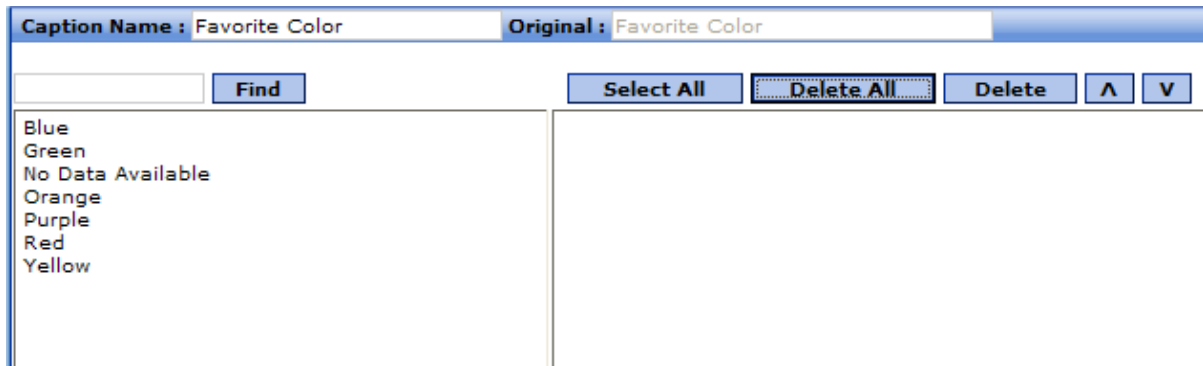 Caption Name : Favorite Color Original : Favorite Color
Find Select All Delete All Delete Λ V
Blue
Green
No Data Available
Orange
Purple
Red
Yellow